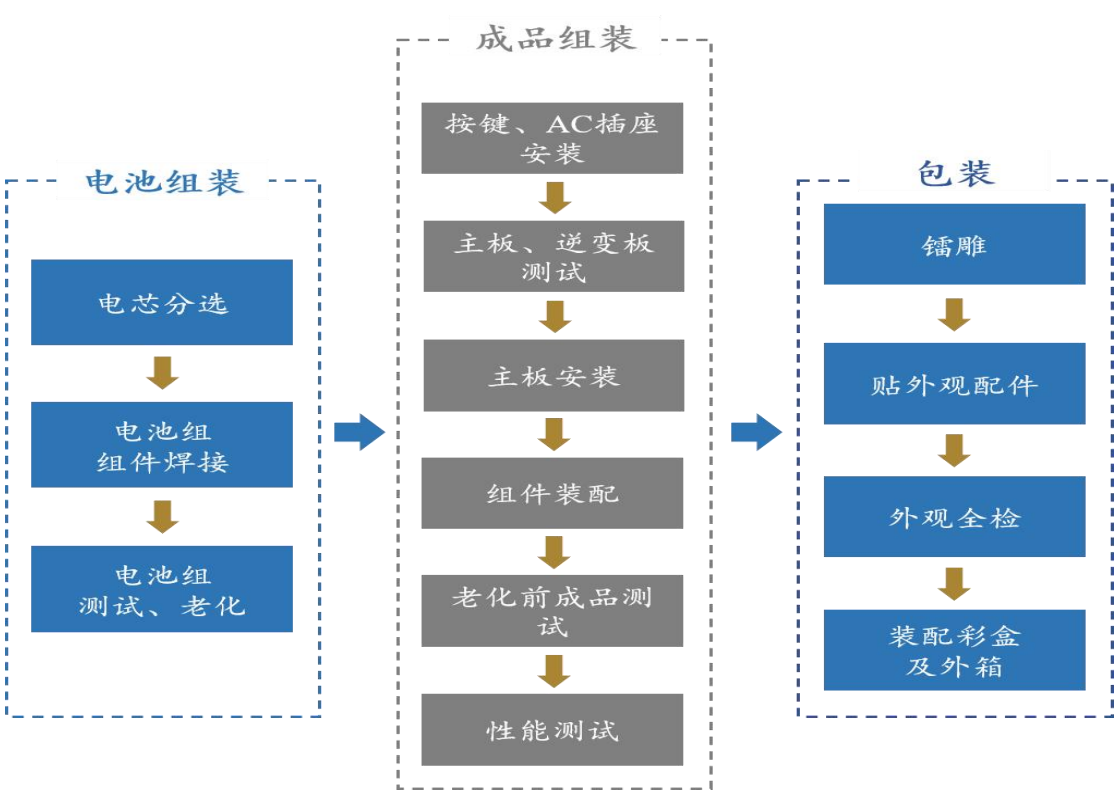 电池组装
电芯分选
电池组
组件焊接
电池组
测试、老化
成品组装
按键、AC插座
安装
主板、逆变板
测试
主板安装
组件装配
老化前成品测
试
性能测试
包装
镭雕
贴外观配件
外观全检
装配彩盒
及外箱